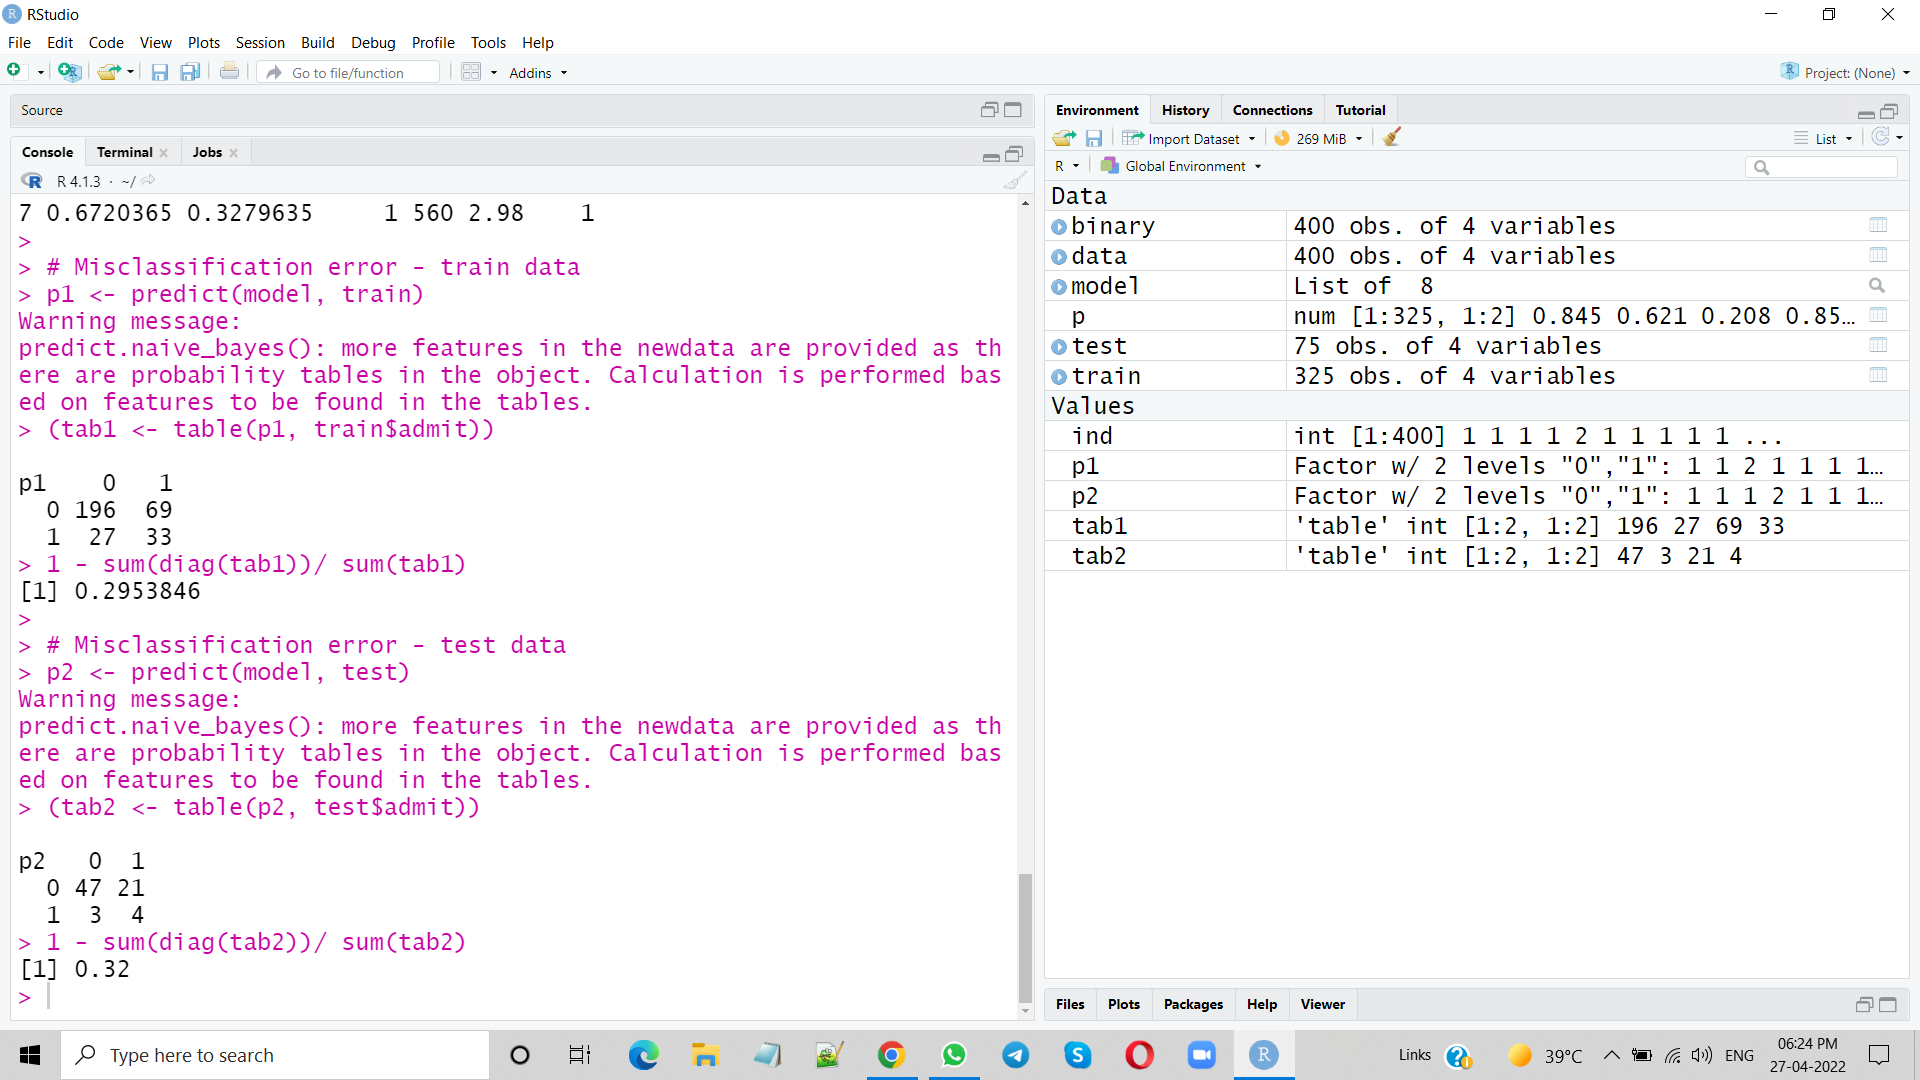 RStudio
File Edit Code View Plots Session Build Debug Profile Tools Help
Go to file/function Addins Project: (None)
Source
Console Terminal Jobs
R 4.1.3 · ~/
7 0.6720365 0.3279635 1 560 2.98 1
>
> # Misclassification error - train data
> p1 <- predict(model, train)
Warning message:
predict.naive_bayes(): more features in the newdata are provided as th
ere are probability tables in the object. Calculation is performed bas
ed on features to be found in the tables.
> (tab1 <- table(p1, train$admit))
p1 0 1
0 196 69
1 27 33
> 1 - sum(diag(tab1))/ sum(tab1)
[1] 0.2953846
>
> # Misclassification error - test data
> p2 <- predict(model, test)
Warning message:
predict.naive_bayes(): more features in the newdata are provided as th
ere are probability tables in the object. Calculation is performed bas
ed on features to be found in the tables.
> (tab2 <- table(p2, test$admit))
p2 0 1
0 47 21
1 3 4
> 1 - sum(diag(tab2))/ sum(tab2)
[1] 0.32
>
Environment History Connections Tutorial
Import Dataset 269 MiB List
R Global Environment
Data
binary 400 obs. of 4 variables
data 400 obs. of 4 variables
model List of 8
p num [1:325, 1:2] 0.845 0.621 0.208 0.85…
test 75 obs. of 4 variables
train 325 obs. of 4 variables
Values
ind int [1:400] 1 1 1 1 2 1 1 1 1 1 ...
p1 Factor w/ 2 levels "0","1": 1 1 2 1 1 1 1…
p2 Factor w/ 2 levels "0","1": 1 1 1 2 1 1 1…
tab1 'table' int [1:2, 1:2] 196 27 69 33
tab2 'table' int [1:2, 1:2] 47 3 21 4
Files Plots Packages Help Viewer
Type here to search
Links 39°C ENG
06:24 PM
27-04-2022